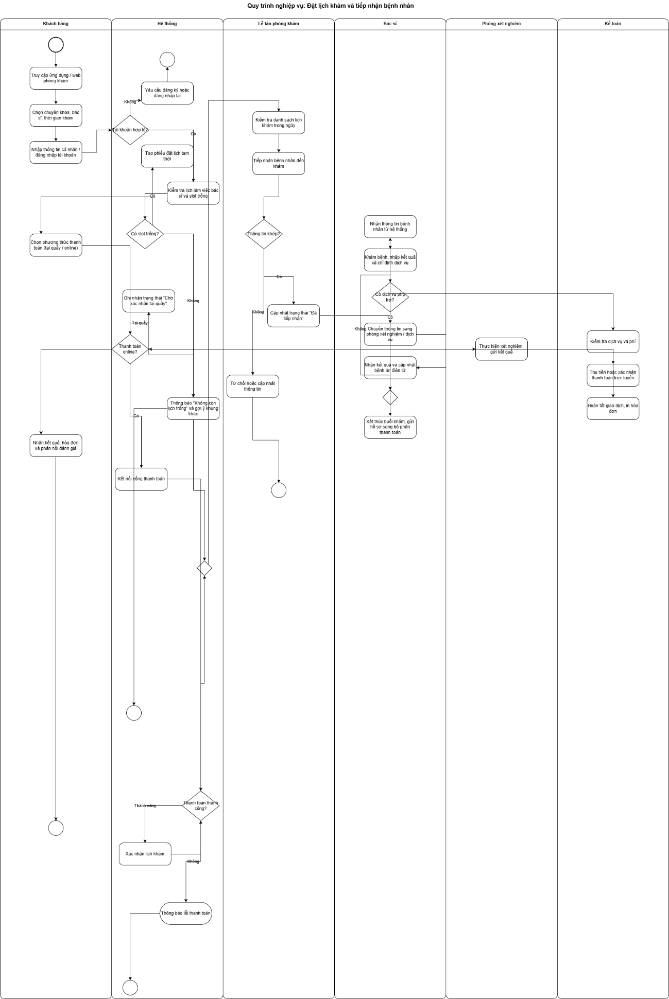 Quy trình nghiệp vụ: Đặt lịch khám và tiếp nhận bệnh nhân
Khách hàng
Hệ thống
Lễ tân phòng khám
Bác sĩ
Phòng xét nghiệm
Kế toán
Truy cập ứng dụng / web
phòng khám
Chọn chuyên khoa, bác
sĩ, thời gian khám
Nhập thông tin cá nhân /
đăng nhập tài khoản
Chọn phương thức thanh
toán (tại quầy / online)
Nhận kết quả, hóa đơn
và phản hồi đánh giá
Yêu cầu đăng ký hoặc
đăng nhập lại
Không
Tài khoản hợp lệ?
Có
Tạo phiếu đặt lịch tạm
thời
Kiểm tra lịch làm việc bác
sĩ và slot trống
Có
Có slot trống?
Không
Ghi nhận trạng thái "Chờ
xác nhận tại quầy"
Tại quầy
Thanh toán
online?
Thông báo "Không còn
lịch trống" và gợi ý khung
khác
Có
Kết nối cổng thanh toán
Thanh toán thành
công?
Thành công
Xác nhận lịch khám
Không
Thông báo lỗi thanh toán
Kiểm tra danh sách lịch
khám trong ngày
Tiếp nhận bệnh nhân đến
khám
Thông tin khớp?
Có
Không
Cập nhật trạng thái "Đã
tiếp nhận"
Từ chối hoặc cập nhật
thông tin
Nhận thông tin bệnh
nhân từ hệ thống
Khám bệnh, nhập kết quả
và chỉ định dịch vụ
Có dịch vụ phụ
trợ?
Có
Không
Chuyển thông tin sang
phòng xét nghiệm / dịch
vụ
Nhận kết quả và cập nhật
bệnh án điện tử
Kết thúc buổi khám, gửi
hồ sơ sang bộ phận
thanh toán
Thực hiện xét nghiệm,
gửi kết quả
Kiểm tra dịch vụ và phí
Thu tiền hoặc xác nhận
thanh toán trực tuyến
Hoàn tất giao dịch, in hóa
đơn